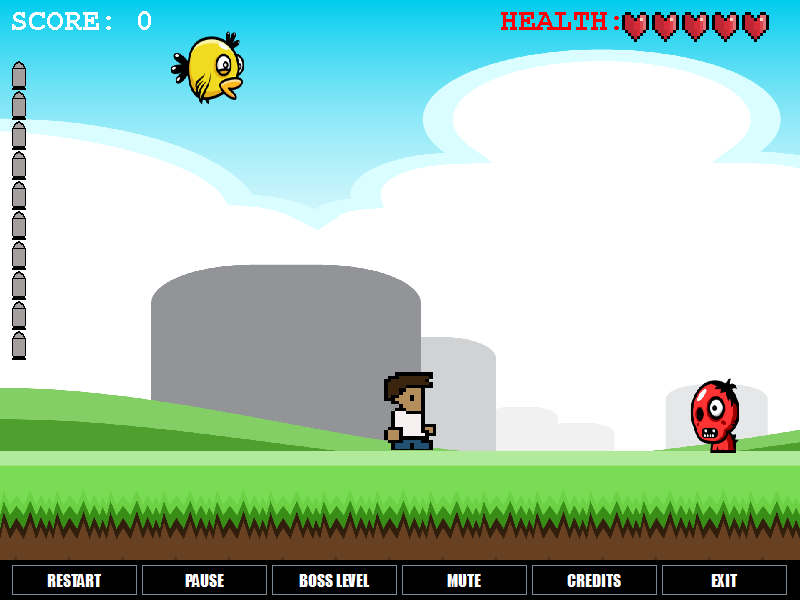 SCORE: 0
HEALTH:
RESTART
PAUSE
BOSS LEVEL
MUTE
CREDITS
EXIT